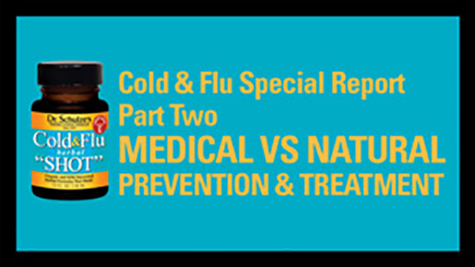 Dr. Schulze's
Cold & Flu
herbal
"SHOT"
Cold & Flu Special Report
Part Two
MEDICAL VS NATURAL
PREVENTION & TREATMENT